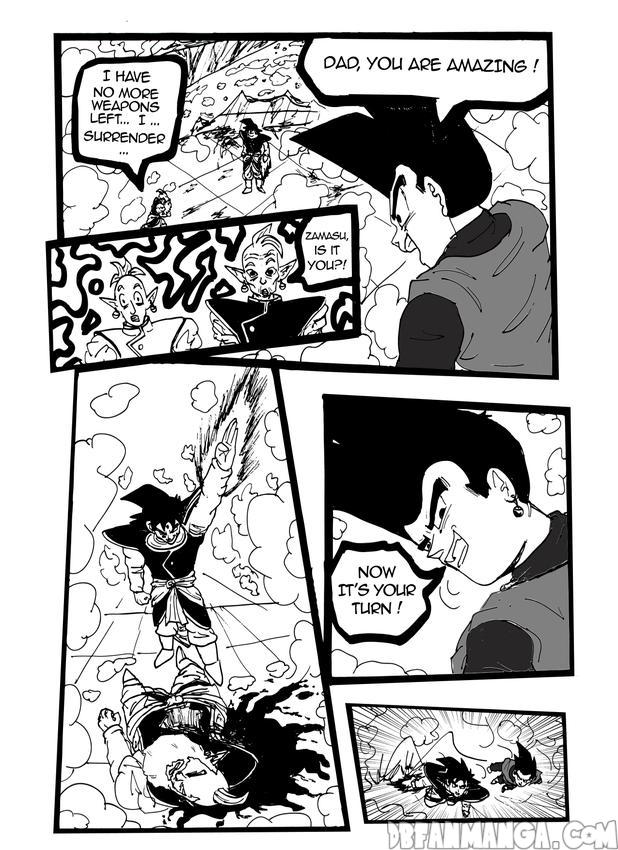 I HAVE
NO MORE
WEAPONS
LEFT... I ...
SURRENDER
...
DAD, YOU ARE AMAZING !
ZAMASU,
IS IT
YOU?!
NOW
IT'S YOUR
TURN !
DBFANMANGA.COM